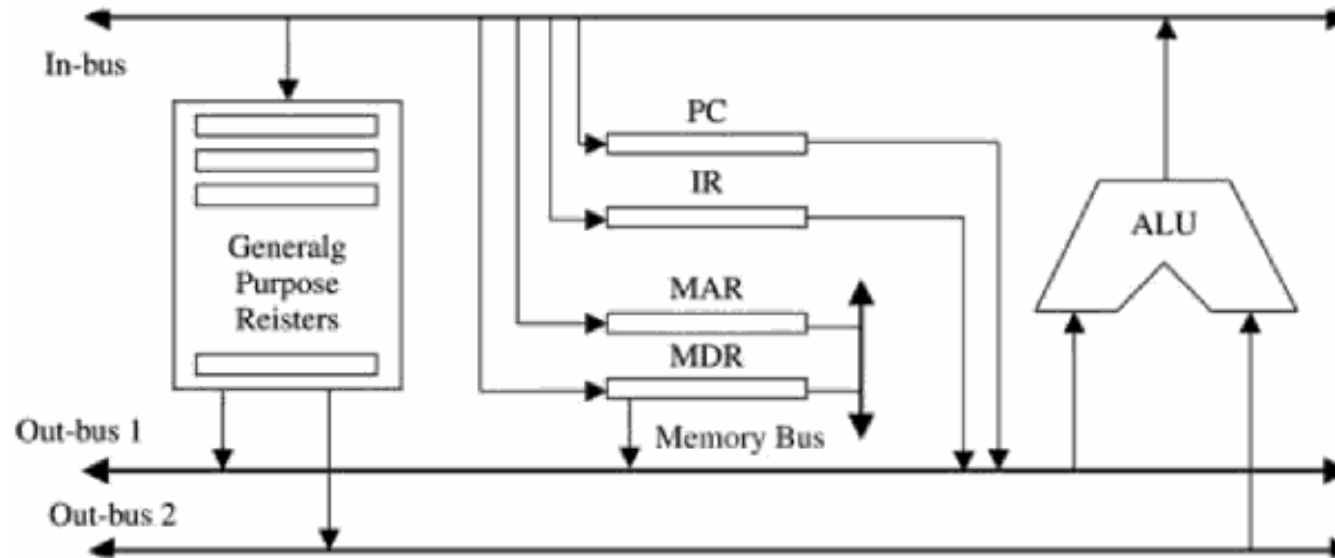 In-bus
PC
IR
ALU
Generalg
Purpose
Reisters
MAR
MDR
Out-bus 1
Memory Bus
Out-bus 2